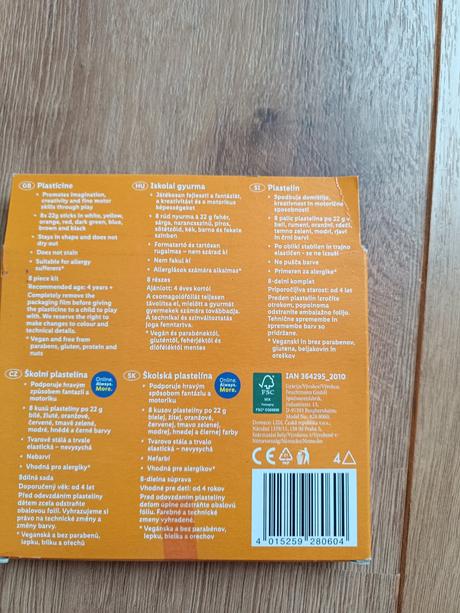 GB Plasticine
• Promotes imagination,
creativity and fine motor
skills through play
• 8x 22g sticks in white, yellow,
orange, red, dark green, blue,
brown and black
• Stays in shape and does not
dry out
• Does not stain
• Suitable for allergy
sufferers*
8 piece kit
Recommended age: 4 years +
Completely remove the
packaging film before giving
the plasticine to a child to play
with. We reserve the right to
make changes to colour and
technical details.
* Vegan and free from
parabens, gluten, protein and
nuts
HU Iskolai gyurma
• Játékosan fejleszti a fantáziát,
a kreativitást és a motorikus
képességeket
• 8 rúd nyurma à 22 g fehér,
sárga, narancssárga, piros,
sötétzöld, kék, barna és fekete
színben
• Formatartó és tartósan
rugalmas – nem szárad ki
• Nem fakul ki
• Allergiások számára alkalmas*
8 részes
Ajánlott: 4 éves kortól
A csomagolófóliát teljesen
távolítsa el, mielőtt a gyurmát
gyermekek számára továbbadja.
A technikai és színváltoztatás
joga fenntartva.
* Vegán és parabénektől,
gluténtől, fehérjéktől és
diófélektől mentes
SI Plastelin
• Spodbuja domišljijo,
kreativnost in motorične
sposobnosti
• 8 palic plastelina po 22 g v
beli, rumeni, oranžni, rdeči,
temno zeleni, modri, rjavi
in črni barvi
• Po obliki stabilen in trajno
elastičen – se ne izsuši
• Ne pušča barve
• Primeren za alergike*
8-delni komplet
Priporočljiva starost: od 4 let
Preden plastelin izročite
otrokom, popolnoma
odstranite embalažno folijo.
Tehnične spremembe in
spremembe barv so
pridržane.
* Veganski in brez parabenov,
glutena, beljakovin in
oreškov
CZ Školní plastelína
Online.
Always.
More.
• Podporuje hravým
způsobem fantazii a
motoriku
• 8 kusů plastelíny po 22 g
bílé, žluté, oranžové,
červené, tmavě zelené,
modré, hnědé a černé barvy
• Tvarově stálá a trvale
elastická – nevysychá
• Nebarví
• Vhodná pro alergiky*
8dílná sada
Doporučený věk: od 4 let
Před odevzdáním plastelíny
dětem zcela odstraňte
obalovou folii. Vyhrazujeme si
právo na technické změny
a změny barvy.
* Veganská a bez parabenů,
lepku, bílku a ořechů
SK Školská plastelína
Online.
Always.
More.
• Podporuje hravým
spôsobom fantáziu a
motoriku
• 8 kusov plastelíny po 22 g
bielej, žltej, oranžovej,
červenej, tmavo zelenej,
modrej, hnedej a čiernej farby
• Tvarovo stála a trvalo
elastická – nevysychá
• Nefarbí
• Vhodná pre alergikov*
8-dielna súprava
Vhodné pre deti: od 4 rokov
Pred odovzdaním plastelíny
deťom úplne odstráňte obalovú
fóliu. Farebné a technické
zmeny vyhradené.
* Vegánska a bez parabénov,
lepku, bielka a orechov
FSC
MIX
IAN 364295_2010
D-91593 Burgbernheim
4
4 015259 280604